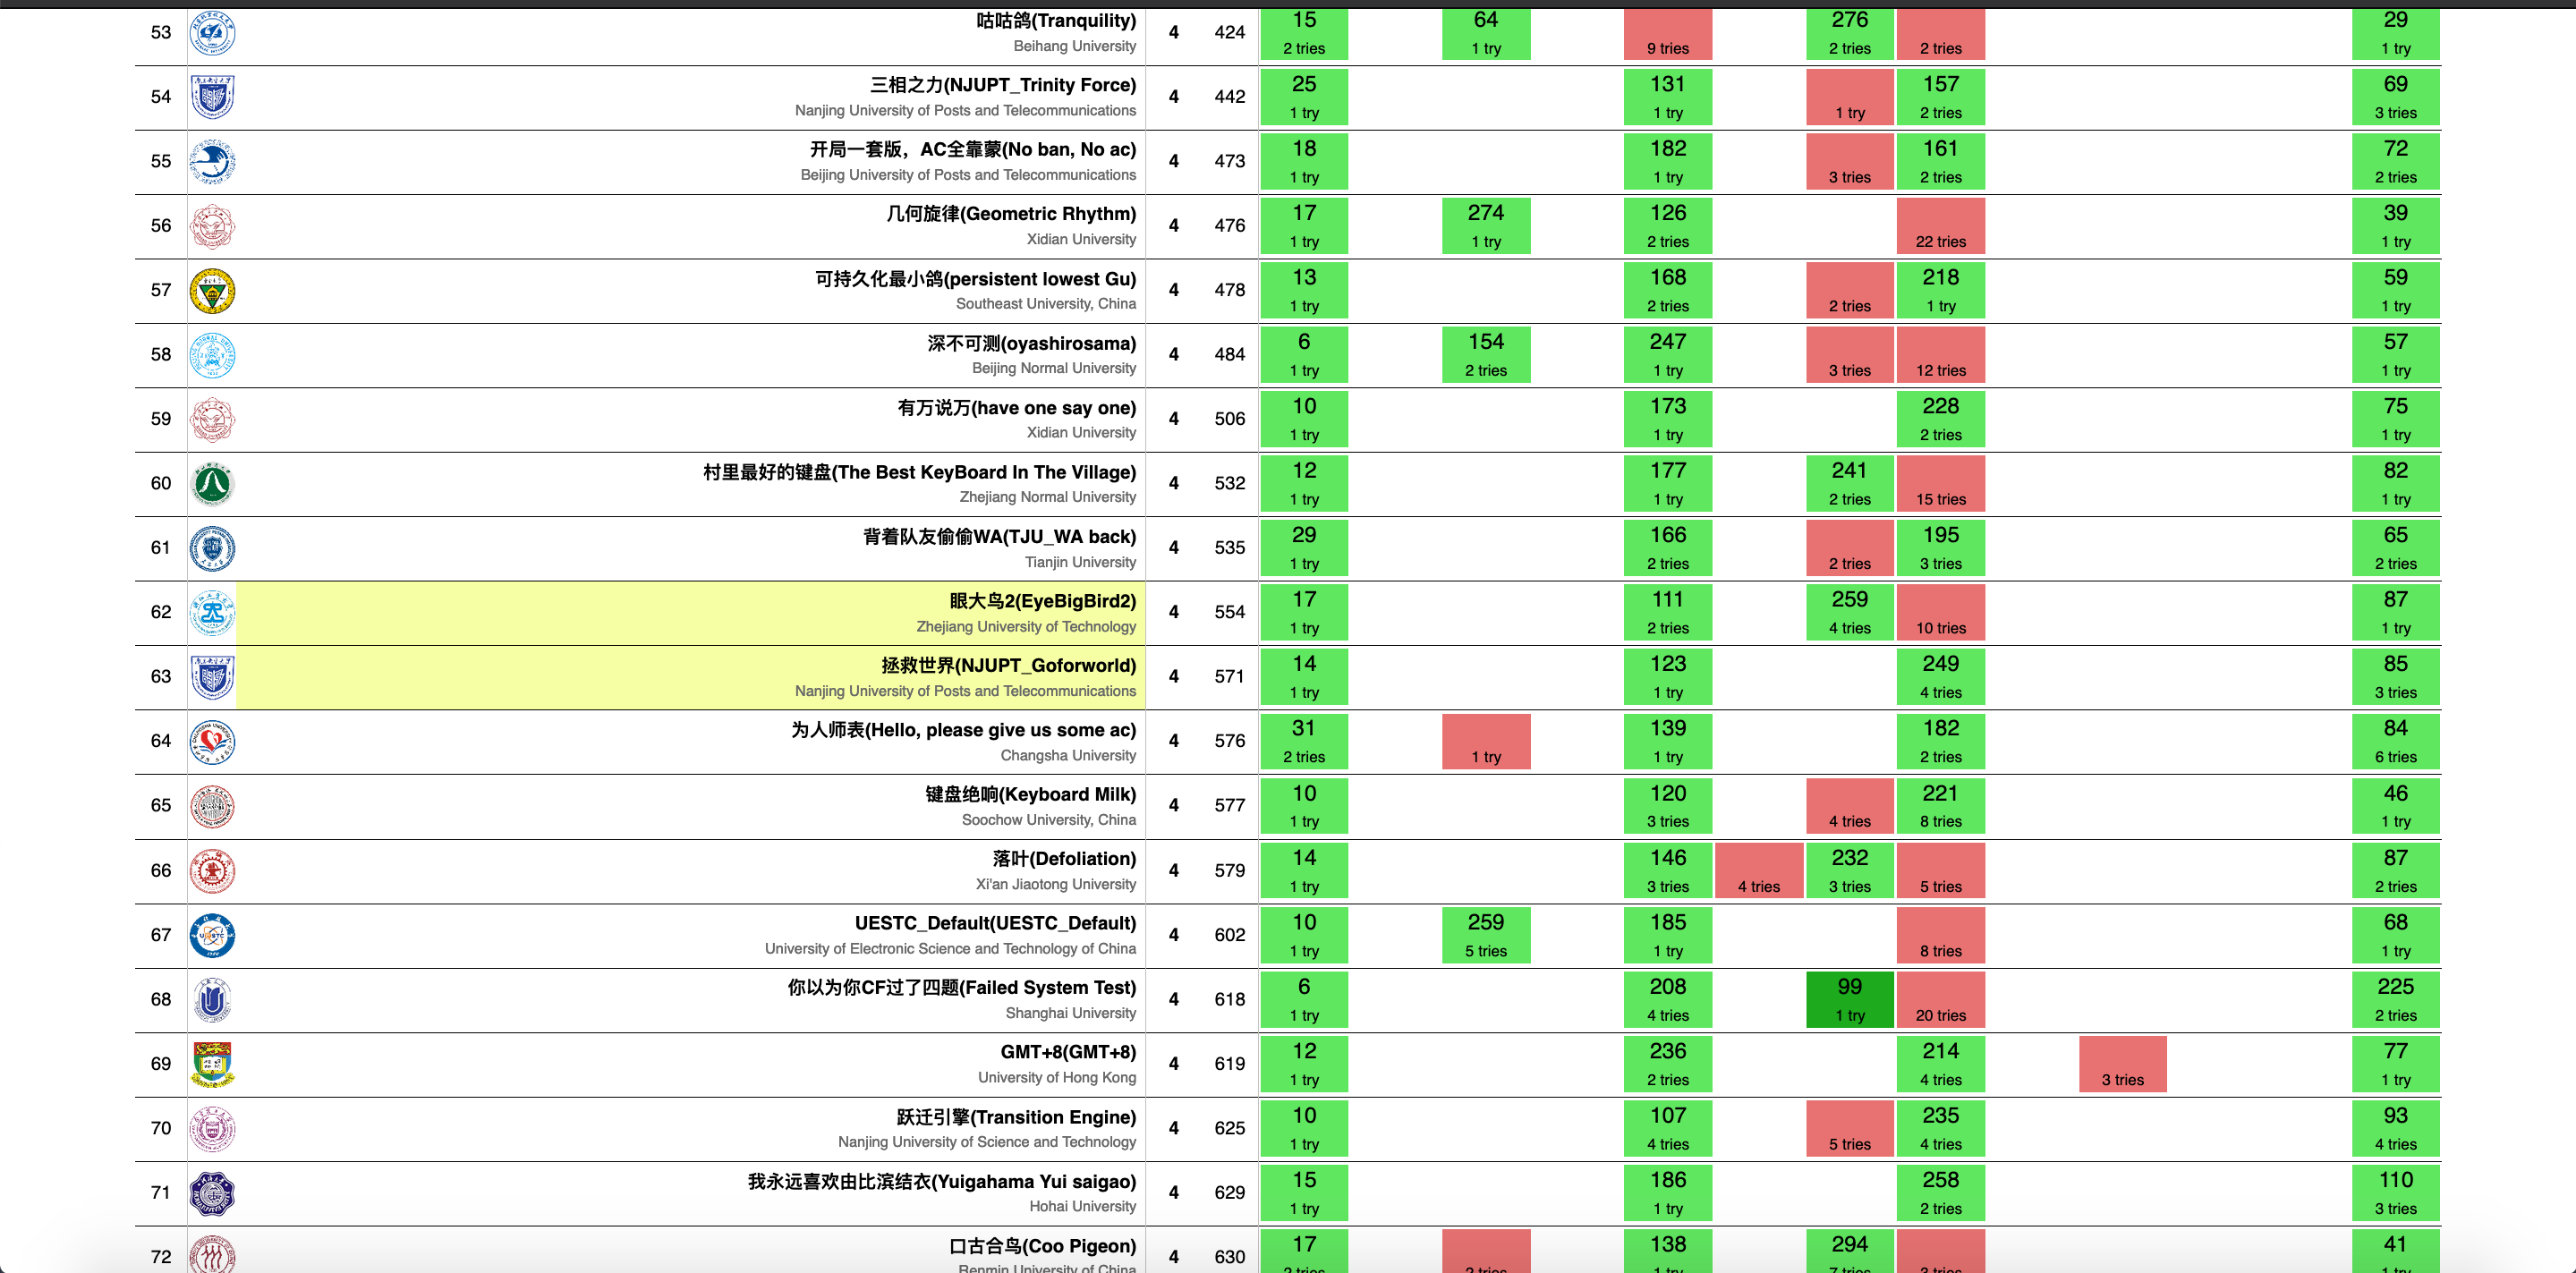 53 咕咕鸽(Tranquility) 4 424 15 64 276 29
Beihang University 2 tries 1 try 9 tries 2 tries 2 tries 1 try
54 三相之力(NJUPT_Trinity Force) 4 442 25 131 157 69
Nanjing University of Posts and Telecommunications 1 try 1 try 1 try 2 tries 3 tries
55 开局一套版，AC全靠蒙(No ban, No ac) 4 473 18 182 161 72
Beijing University of Posts and Telecommunications 1 try 1 try 3 tries 2 tries 2 tries
56 几何旋律(Geometric Rhythm) 4 476 17 274 126 39
Xidian University 1 try 1 try 2 tries 22 tries 1 try
57 可持久化最小鸽(persistent lowest Gu) 4 478 13 168 218 59
Southeast University, China 1 try 2 tries 2 tries 1 try 1 try
58 深不可测(oyashirosama) 4 484 6 154 247 57
Beijing Normal University 1 try 2 tries 1 try 3 tries 12 tries 1 try
59 有万说万(have one say one) 4 506 10 173 228 75
Xidian University 1 try 1 try 2 tries 1 try
60 村里最好的键盘(The Best KeyBoard In The Village) 4 532 12 177 241 82
Zhejiang Normal University 1 try 1 try 2 tries 15 tries 1 try
61 背着队友偷偷WA(TJU_WA back) 4 535 29 166 195 65
Tianjin University 1 try 2 tries 2 tries 3 tries 2 tries
62 眼大鸟2(EyeBigBird2) 4 554 17 111 259 87
Zhejiang University of Technology 1 try 2 tries 4 tries 10 tries 1 try
63 拯救世界(NJUPT_Goforworld) 4 571 14 123 249 85
Nanjing University of Posts and Telecommunications 1 try 1 try 4 tries 3 tries
64 为人师表(Hello, please give us some ac) 4 576 31 139 182 84
Changsha University 2 tries 1 try 1 try 2 tries 6 tries
65 键盘绝响(Keyboard Milk) 4 577 10 120 221 46
Soochow University, China 1 try 3 tries 4 tries 8 tries 1 try
66 落叶(Defoliation) 4 579 14 146 232 87
Xi'an Jiaotong University 1 try 3 tries 4 tries 3 tries 5 tries 2 tries
67 UESTC_Default(UESTC_Default) 4 602 10 259 185 68
University of Electronic Science and Technology of China 1 try 5 tries 1 try 8 tries 1 try
68 你以为你CF过了四题(Failed System Test) 4 618 6 208 99 225
Shanghai University 1 try 4 tries 1 try 20 tries 2 tries
69 GMT+8(GMT+8) 4 619 12 236 214 77
University of Hong Kong 1 try 2 tries 4 tries 3 tries 1 try
70 跃迁引擎(Transition Engine) 4 625 10 107 235 93
Nanjing University of Science and Technology 1 try 4 tries 5 tries 4 tries 4 tries
71 我永远喜欢由比滨结衣(Yuigahama Yui saigao) 4 629 15 186 258 110
Hohai University 1 try 1 try 2 tries 3 tries
72 口古合鸟(Coo Pigeon) 4 630 17 138 294 41
Renmin University of China